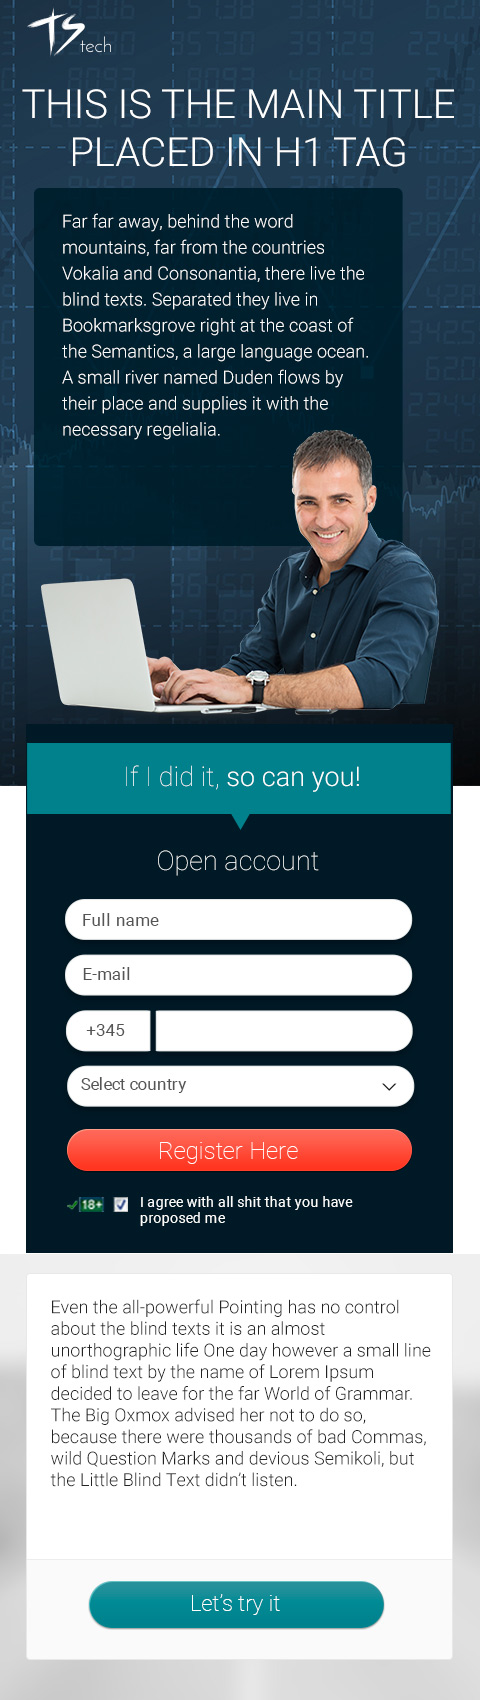 TS tech
THIS IS THE MAIN TITLE
PLACED IN H1 TAG
Far far away, behind the word
mountains, far from the countries
Vokalia and Consonantia, there live the
blind texts. Separated they live in
Bookmarksgrove right at the coast of
the Semantics, a large language ocean.
A small river named Duden flows by
their place and supplies it with the
necessary regelialia.
If I did it, so can you!
Open account
Full name
E-mail
+345
Select country
Register Here
18+
I agree with all shit that you have
proposed me
Even the all-powerful Pointing has no control
about the blind texts it is an almost
unorthographic life One day however a small line
of blind text by the name of Lorem Ipsum
decided to leave for the far World of Grammar.
The Big Oxmox advised her not to do so,
because there were thousands of bad Commas,
wild Question Marks and devious Semikoli, but
the Little Blind Text didn't listen.
Let's try it